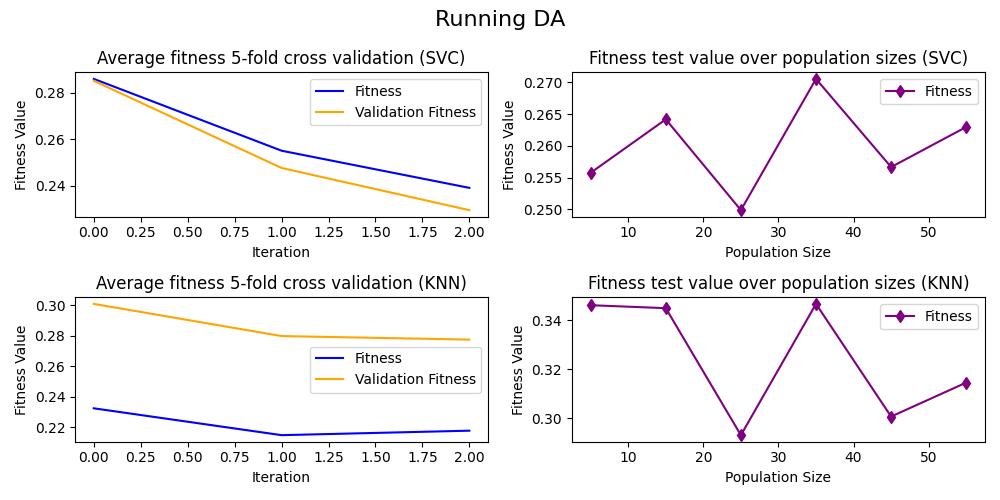 Running DA
Average fitness 5-fold cross validation (SVC)
Fitness Value
0.28
0.26
0.24
Fitness
Validation Fitness
0.00 0.25 0.50 0.75 1.00 1.25 1.50 1.75 2.00
Iteration
Fitness test value over population sizes (SVC)
Fitness Value
0.270
0.265
0.260
0.255
0.250
Fitness
10 20 30 40 50
Population Size
Average fitness 5-fold cross validation (KNN)
Fitness Value
0.30
0.28
0.26
0.24
0.22
Fitness
Validation Fitness
0.00 0.25 0.50 0.75 1.00 1.25 1.50 1.75 2.00
Iteration
Fitness test value over population sizes (KNN)
Fitness Value
0.34
0.32
0.30
Fitness
10 20 30 40 50
Population Size